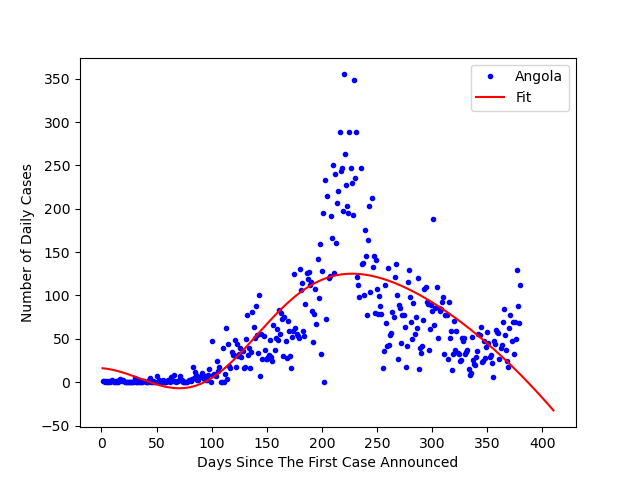 Angola
Fit
350
300
250
200
150
100
50
0
−50
Number of Daily Cases
0 50 100 150 200 250 300 350 400
Days Since The First Case Announced